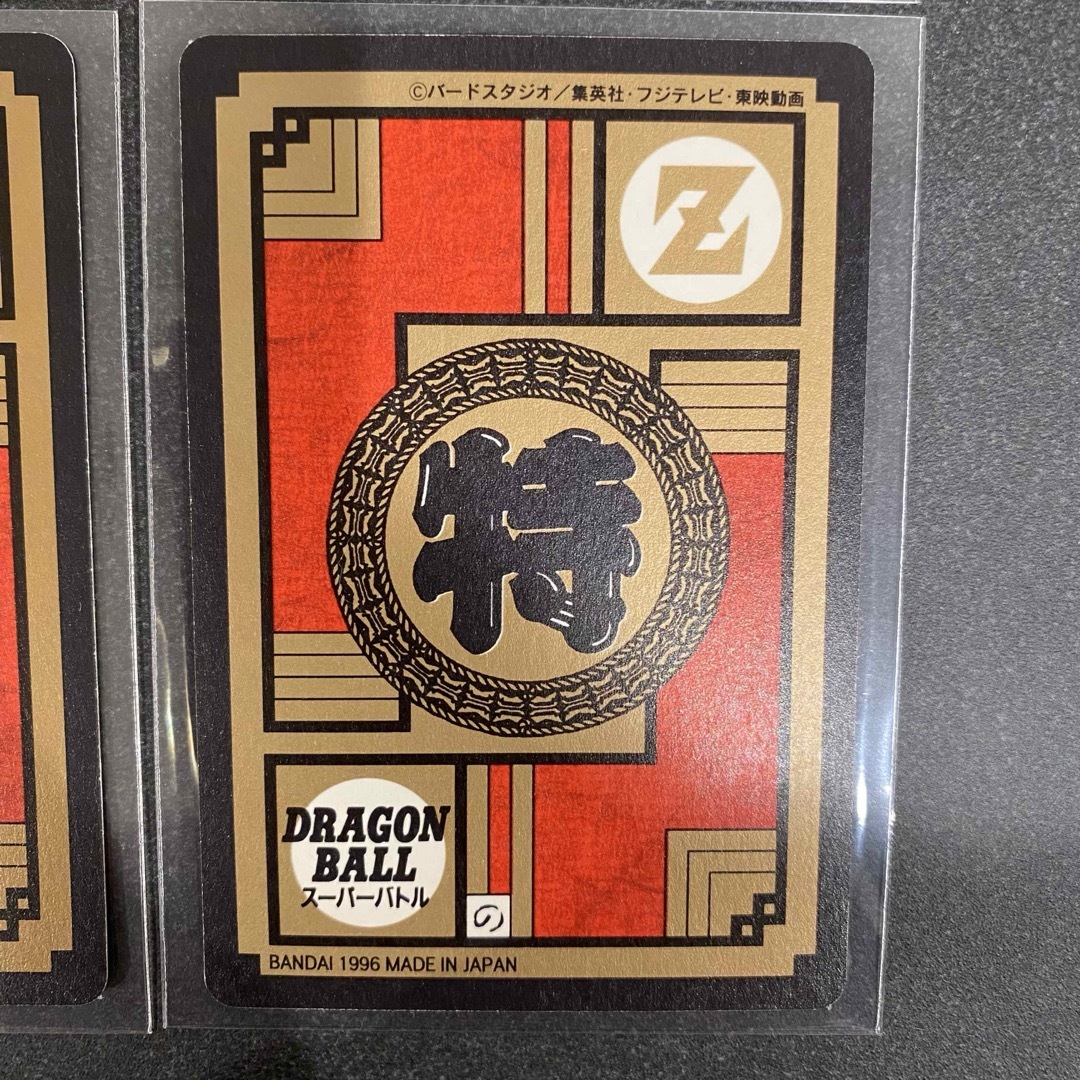 ©バードスタジオ／集英社・フジテレビ・東映動画
Z
特
DRAGON
BALL
スーパーバトル
の
BANDAI 1996 MADE IN JAPAN